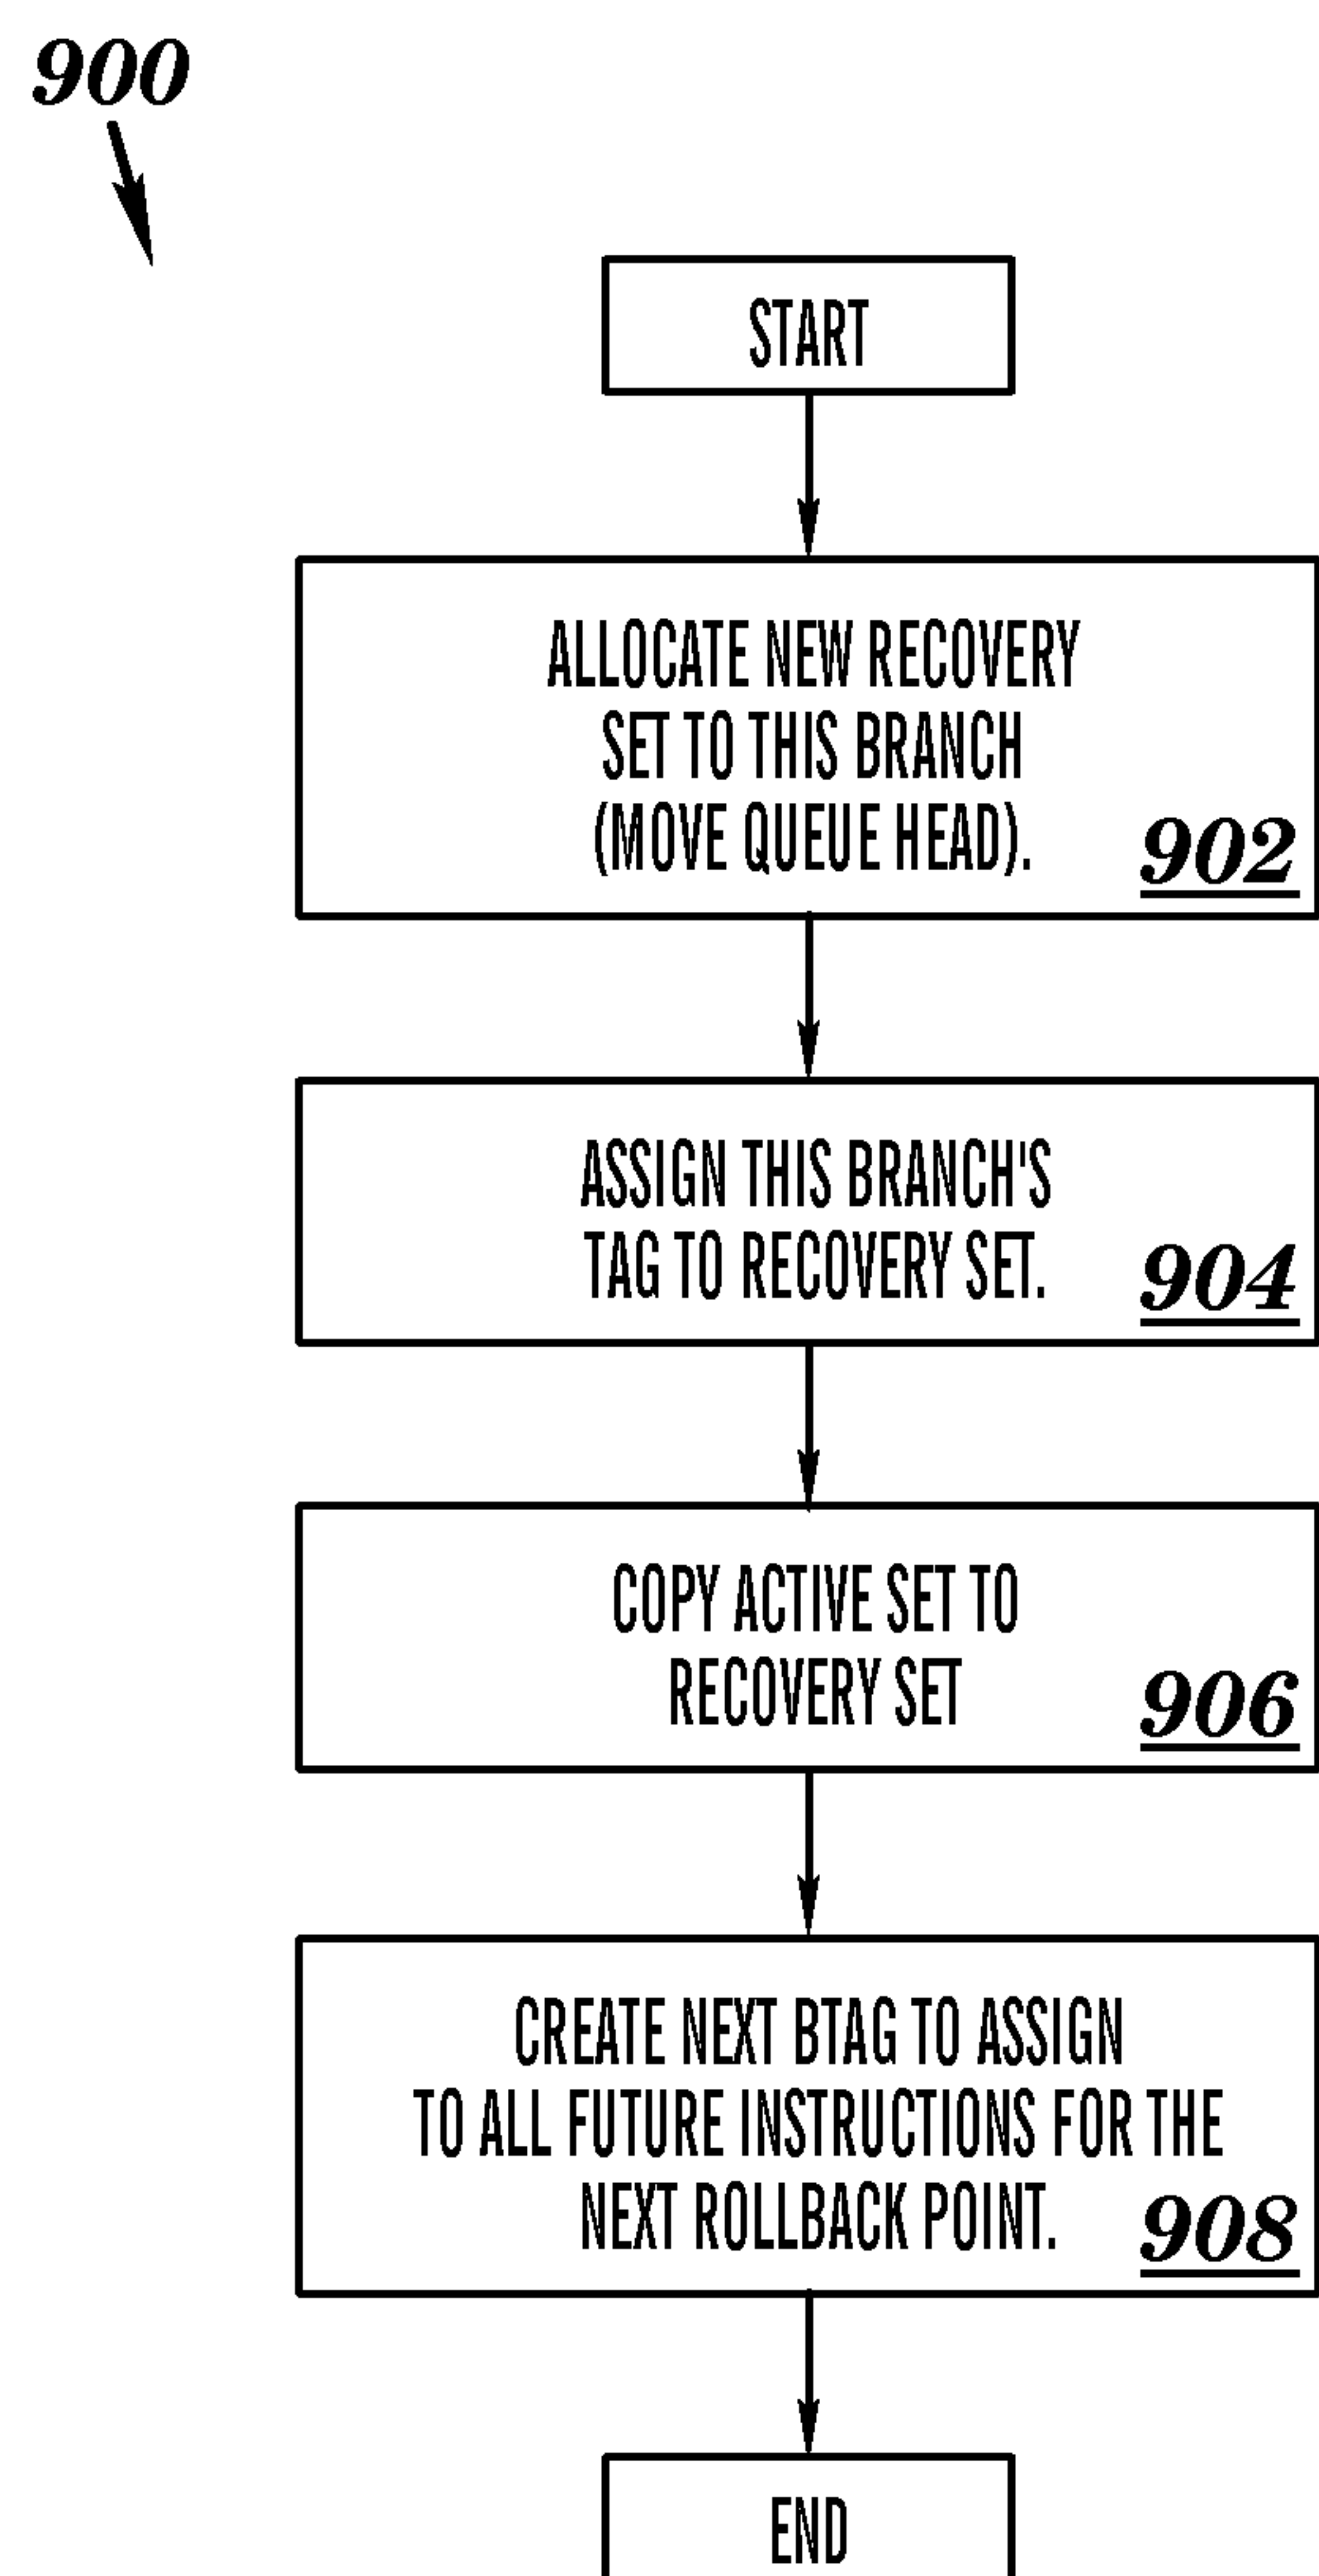 900
START
ALLOCATE NEW RECOVERY
SET TO THIS BRANCH
(MOVE QUEUE HEAD).
902
ASSIGN THIS BRANCH'S
TAG TO RECOVERY SET.
904
COPY ACTIVE SET TO
RECOVERY SET
906
CREATE NEXT BTAG TO ASSIGN
TO ALL FUTURE INSTRUCTIONS FOR THE
NEXT ROLLBACK POINT.
908
END